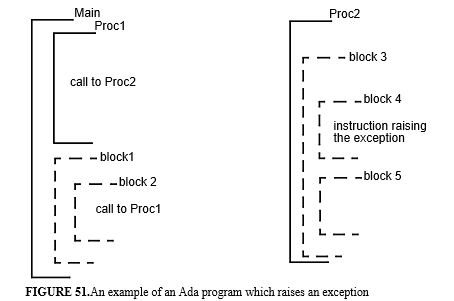 Main
Proc1
call to Proc2
block1
block 2
call to Proc1
Proc2
block 3
block 4
instruction raising
the exception
block 5
FIGURE 51.An example of an Ada program which raises an exception